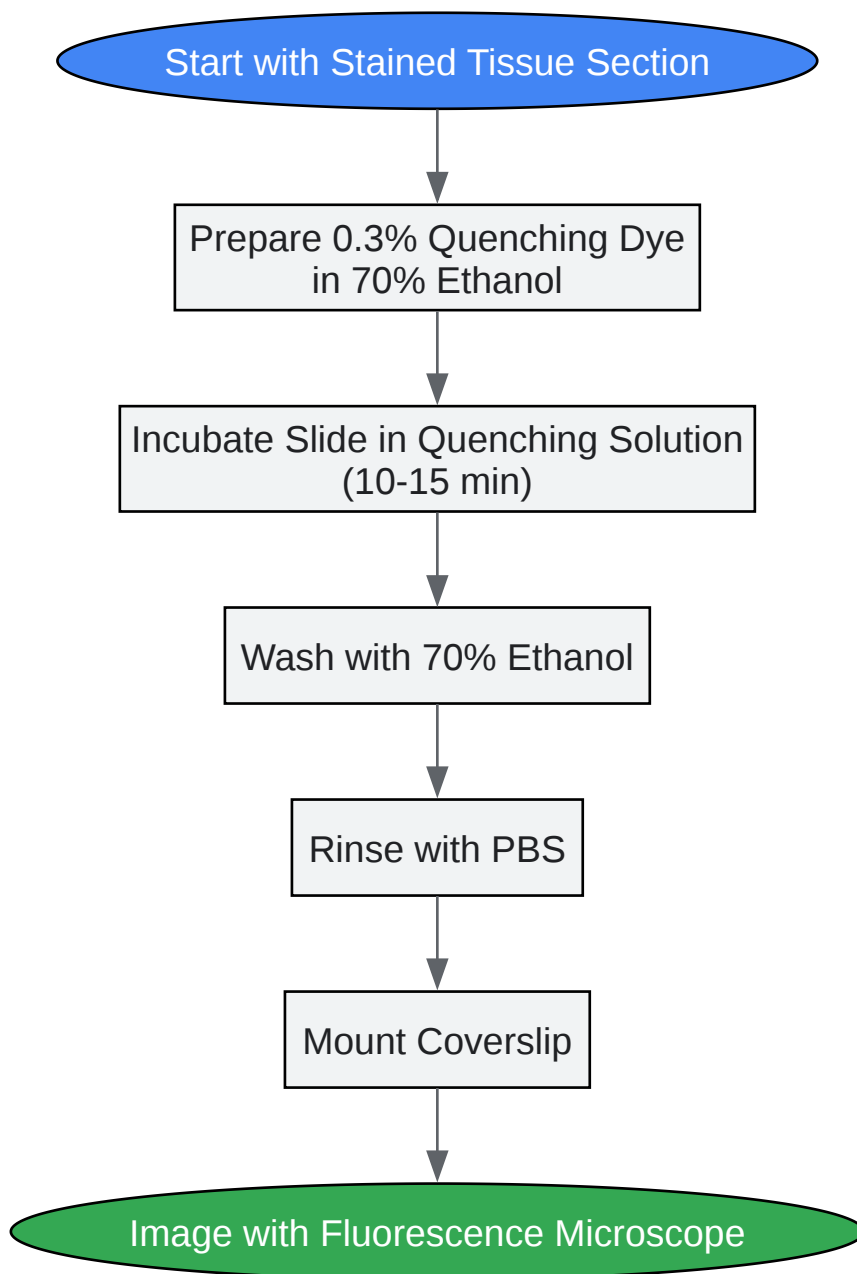 Start with Stained Tissue Section
Prepare 0.3% Quenching Dye
in 70% Ethanol
Incubate Slide in Quenching Solution
(10-15 min)
Wash with 70% Ethanol
Rinse with PBS
Mount Coverslip
Image with Fluorescence Microscope